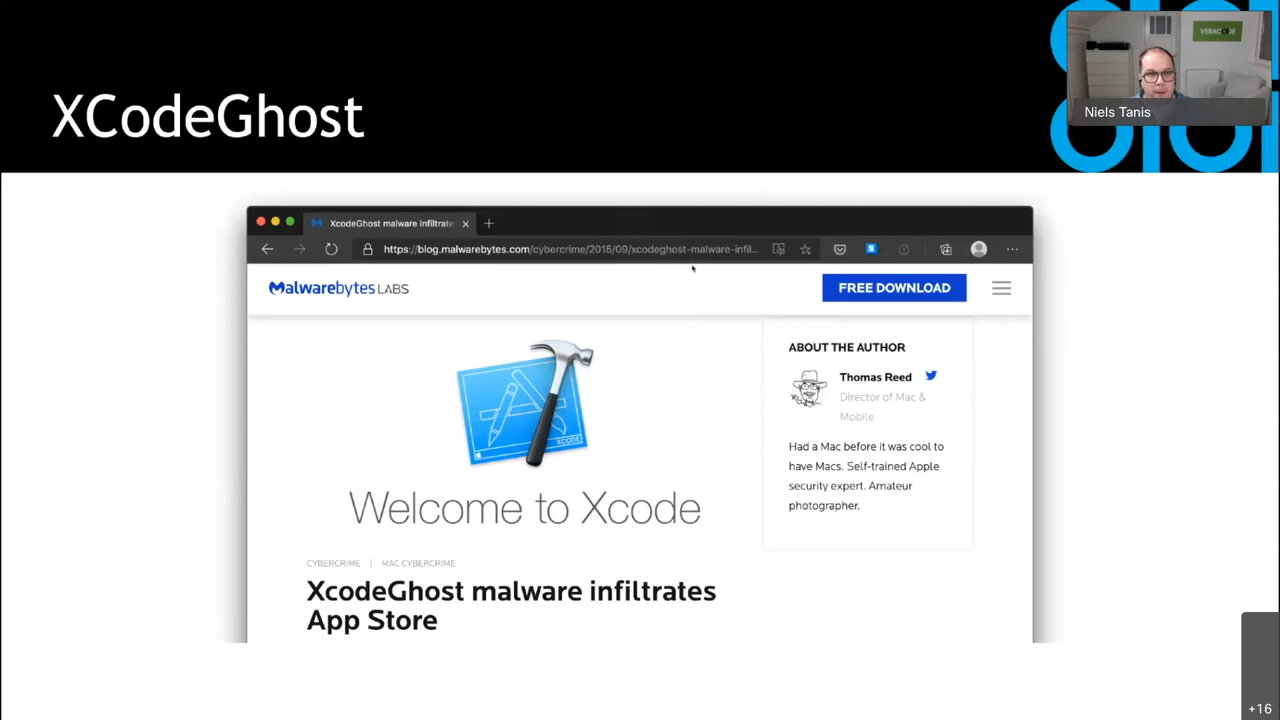 XCodeGhost
VERACODE
Niels Tanis
XcodeGhost malware infiltrate
https://blog.malwarebytes.com/cybercrime/2015/09/xcodeghost-malware-infil...
Malwarebytes LABS
FREE DOWNLOAD
XCODE
Welcome to Xcode
ABOUT THE AUTHOR
Thomas Reed
Director of Mac &
Mobile
Had a Mac before it was cool to
have Macs. Self-trained Apple
security expert. Amateur
photographer.
CYBERCRIME | MAC CYBERCRIME
XcodeGhost malware infiltrates
App Store
+16